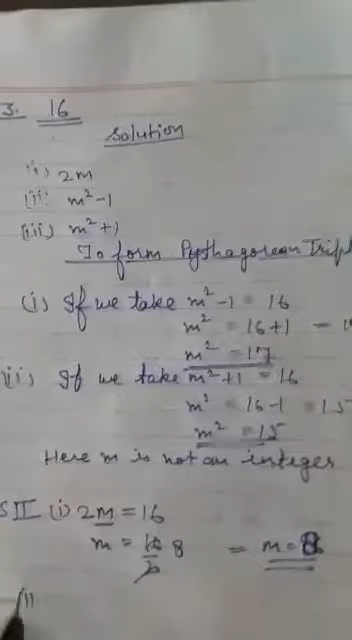 3. 16
Solution
(i) 2m
(ii) m²-1
(iii) m²+1
To form Pythagorean
(i) If we take m²-1 = 16
m² = 16+1
m² = 17
(ii) If we take m²+1 = 16
m² = 16-1 = 15
m² = 15
Here m is not an integer
II (i) 2m = 16
m = 16/2 8 = m = 8